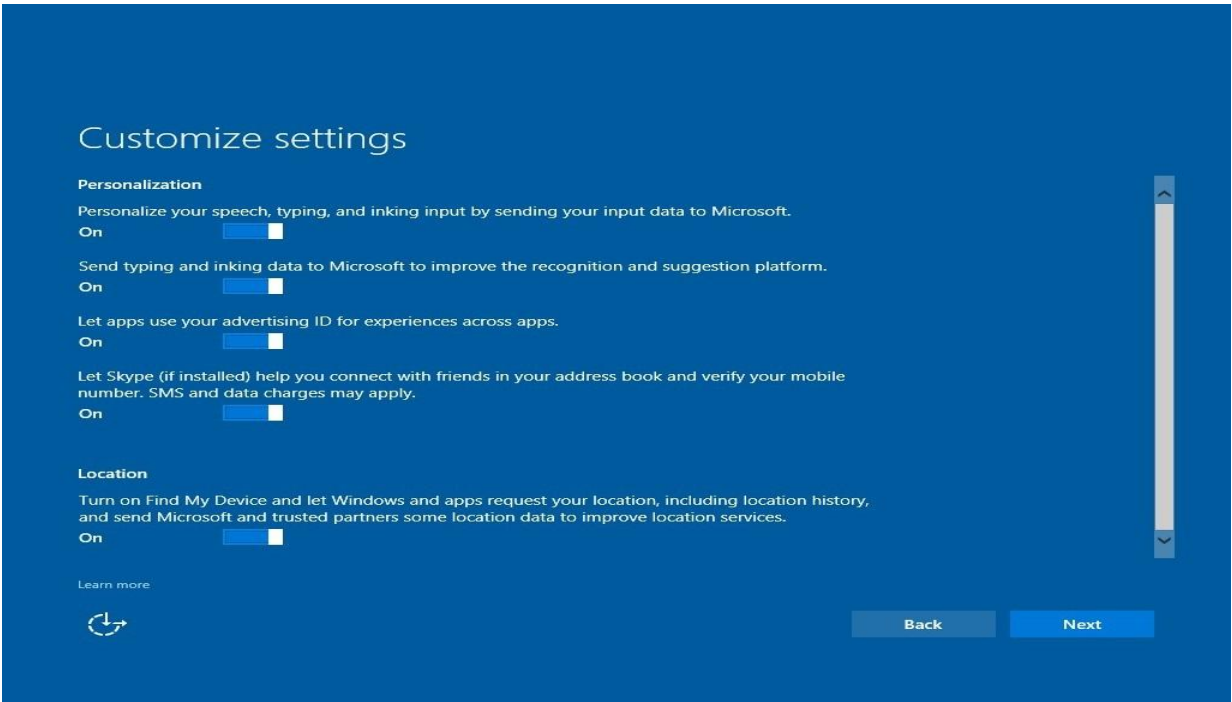 Customize settings
Personalization
Personalize your speech, typing, and inking input by sending your input data to Microsoft.
On
Send typing and inking data to Microsoft to improve the recognition and suggestion platform.
On
Let apps use your advertising ID for experiences across apps.
On
Let Skype (if installed) help you connect with friends in your address book and verify your mobile
number. SMS and data charges may apply.
On
Location
Turn on Find My Device and let Windows and apps request your location, including location history,
and send Microsoft and trusted partners some location data to improve location services.
On
Learn more
Back
Next